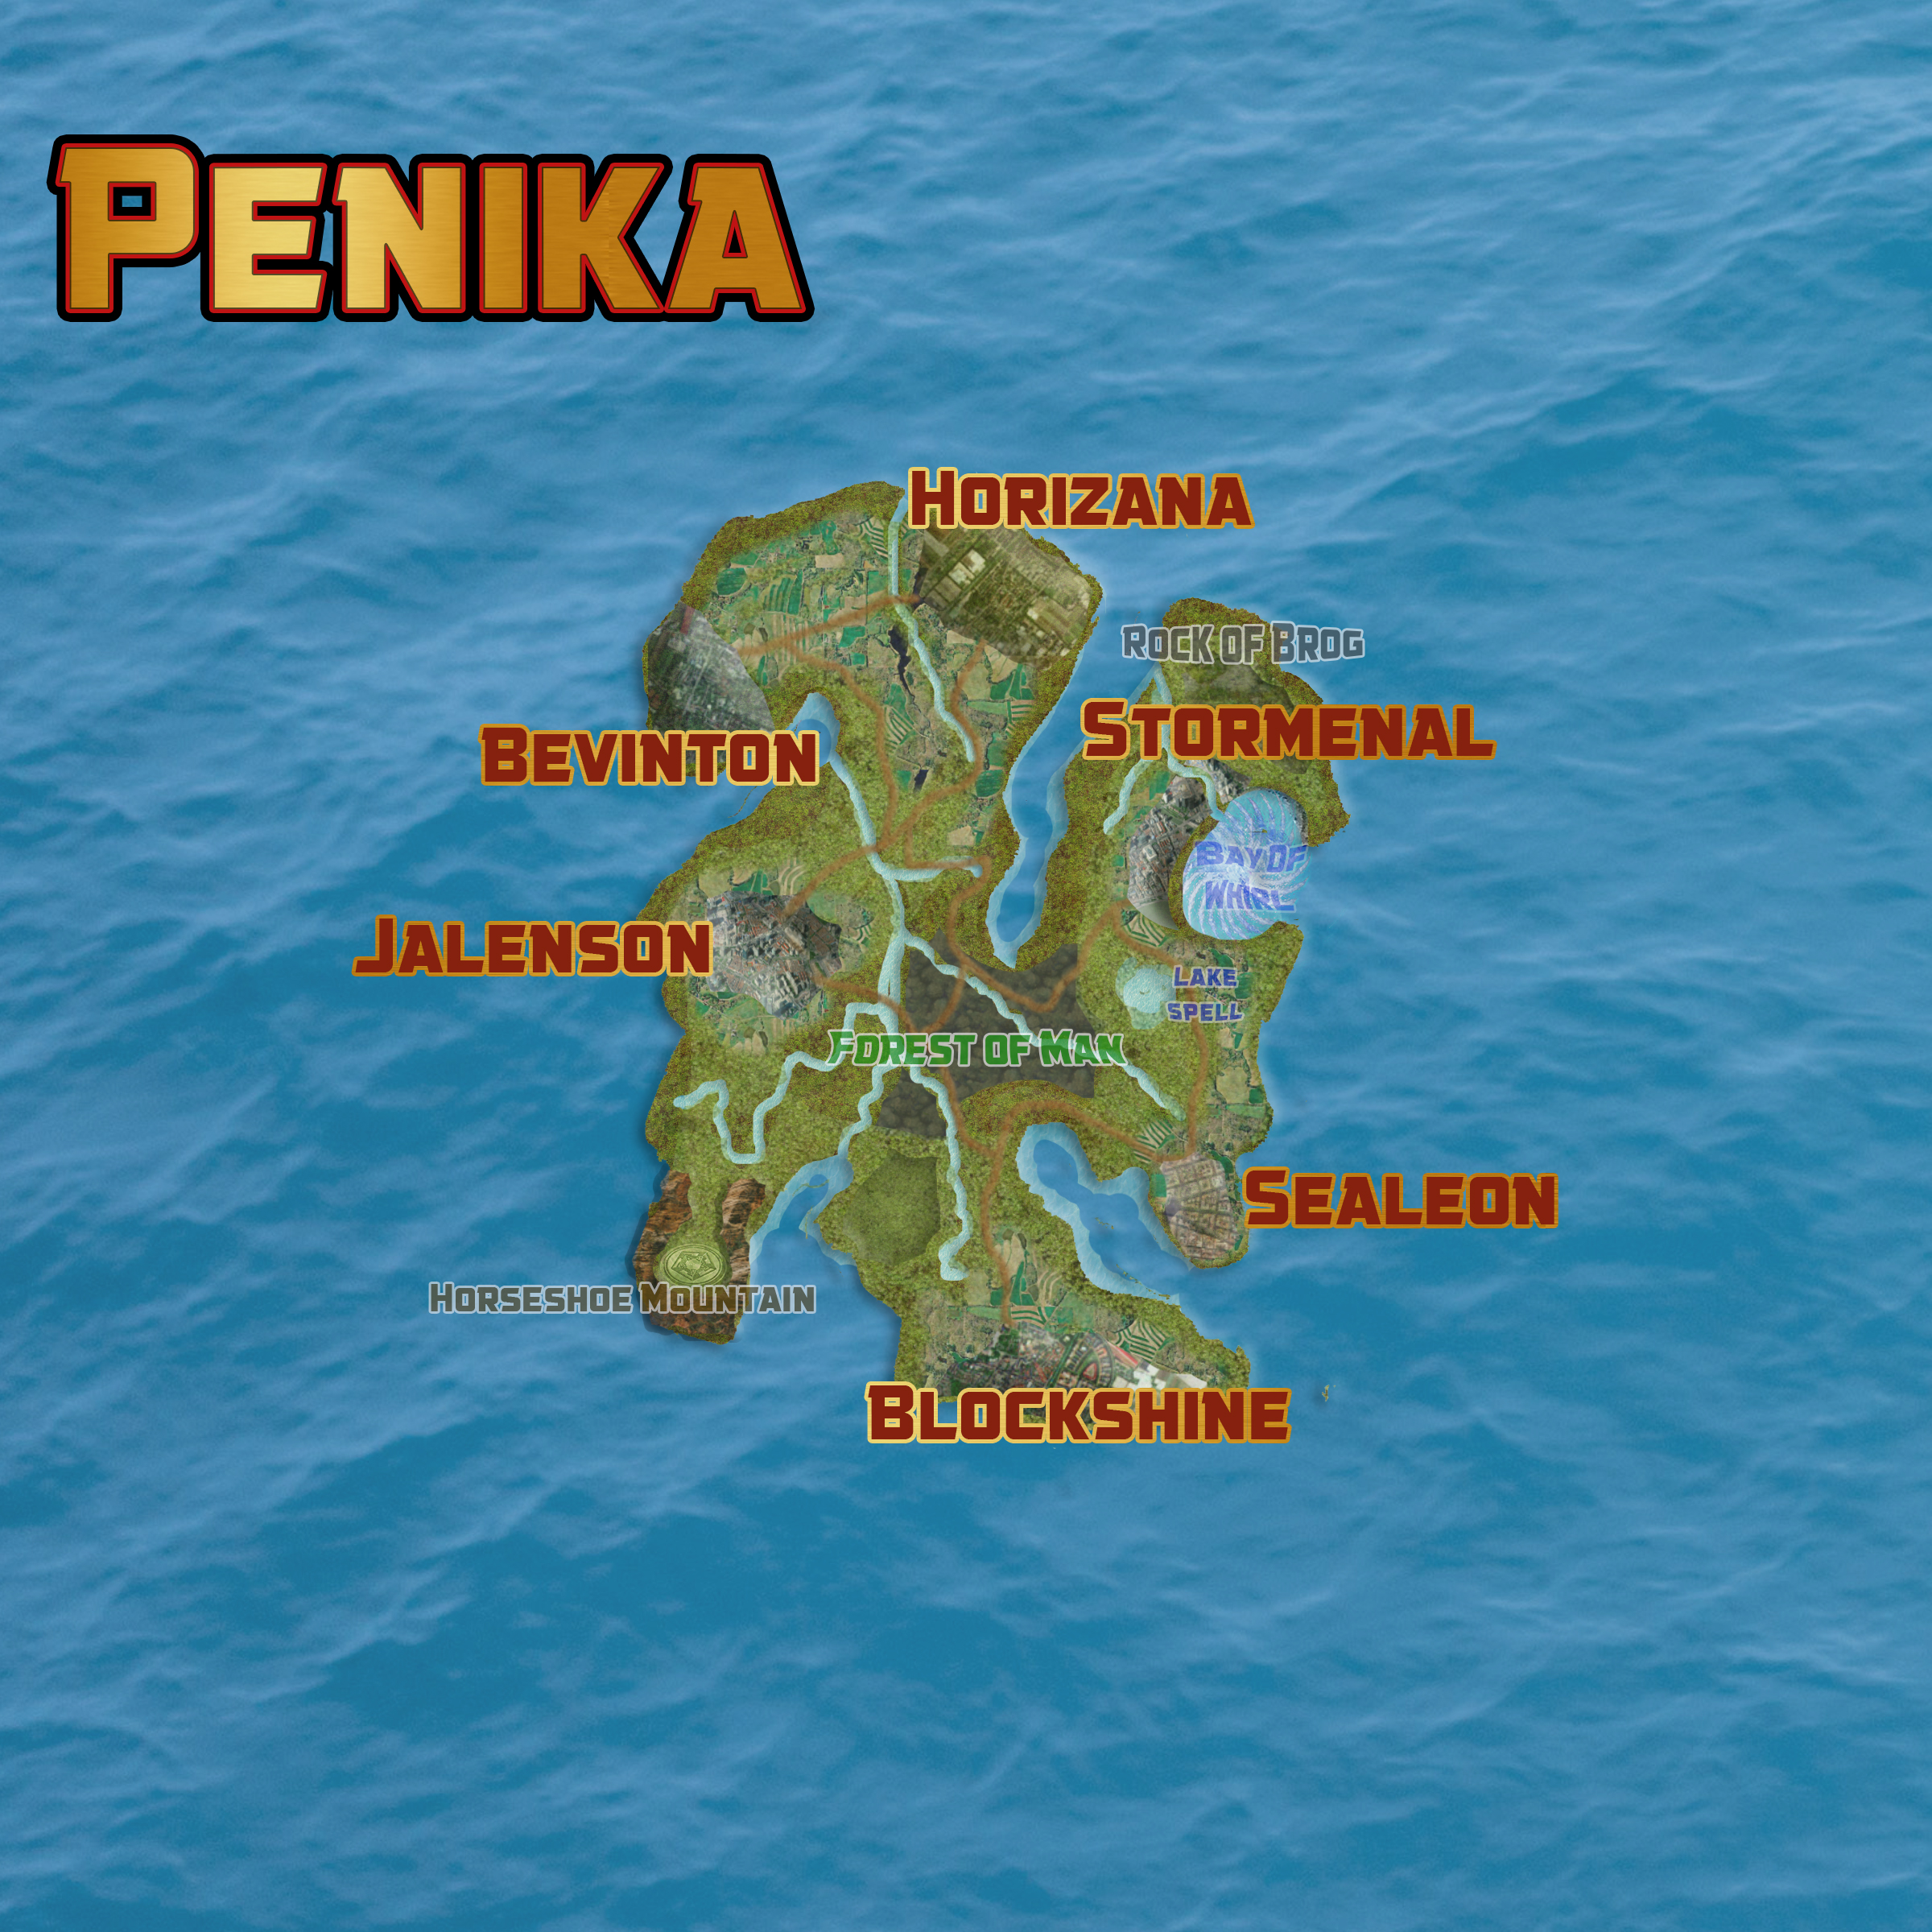 Penika
Horizana
Rock of Brog
Stormenal
Bevinton
Bay Of
Whirl
Jalenson
Lake
Spell
Forest of Man
Sealeon
Horseshoe Mountain
Blockshine